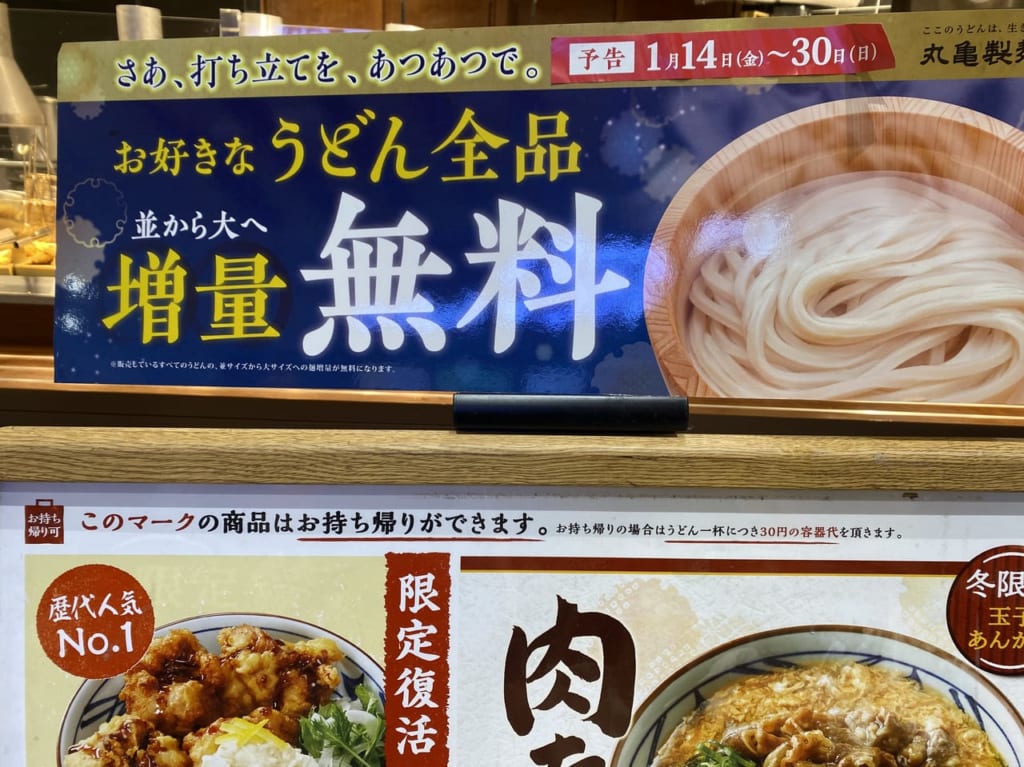 さあ、打ち立てを、あつあつで。
予告 1月14日(金)~30日(日)
ここのうどんは、生き
丸亀製麺
お好きなうどん全品
並から大へ
増量無料
※販売もているすべてのうどんの、並サイズから大サイズへの麺増量が無料になります。
お持ち帰り可
このマークの商品はお持ち帰りができます。お持ち帰りの場合はうどん一杯につき30円の容器代を頂きます。
歴代人気
No.1
限定復活
肉
冬限
玉子
あんか